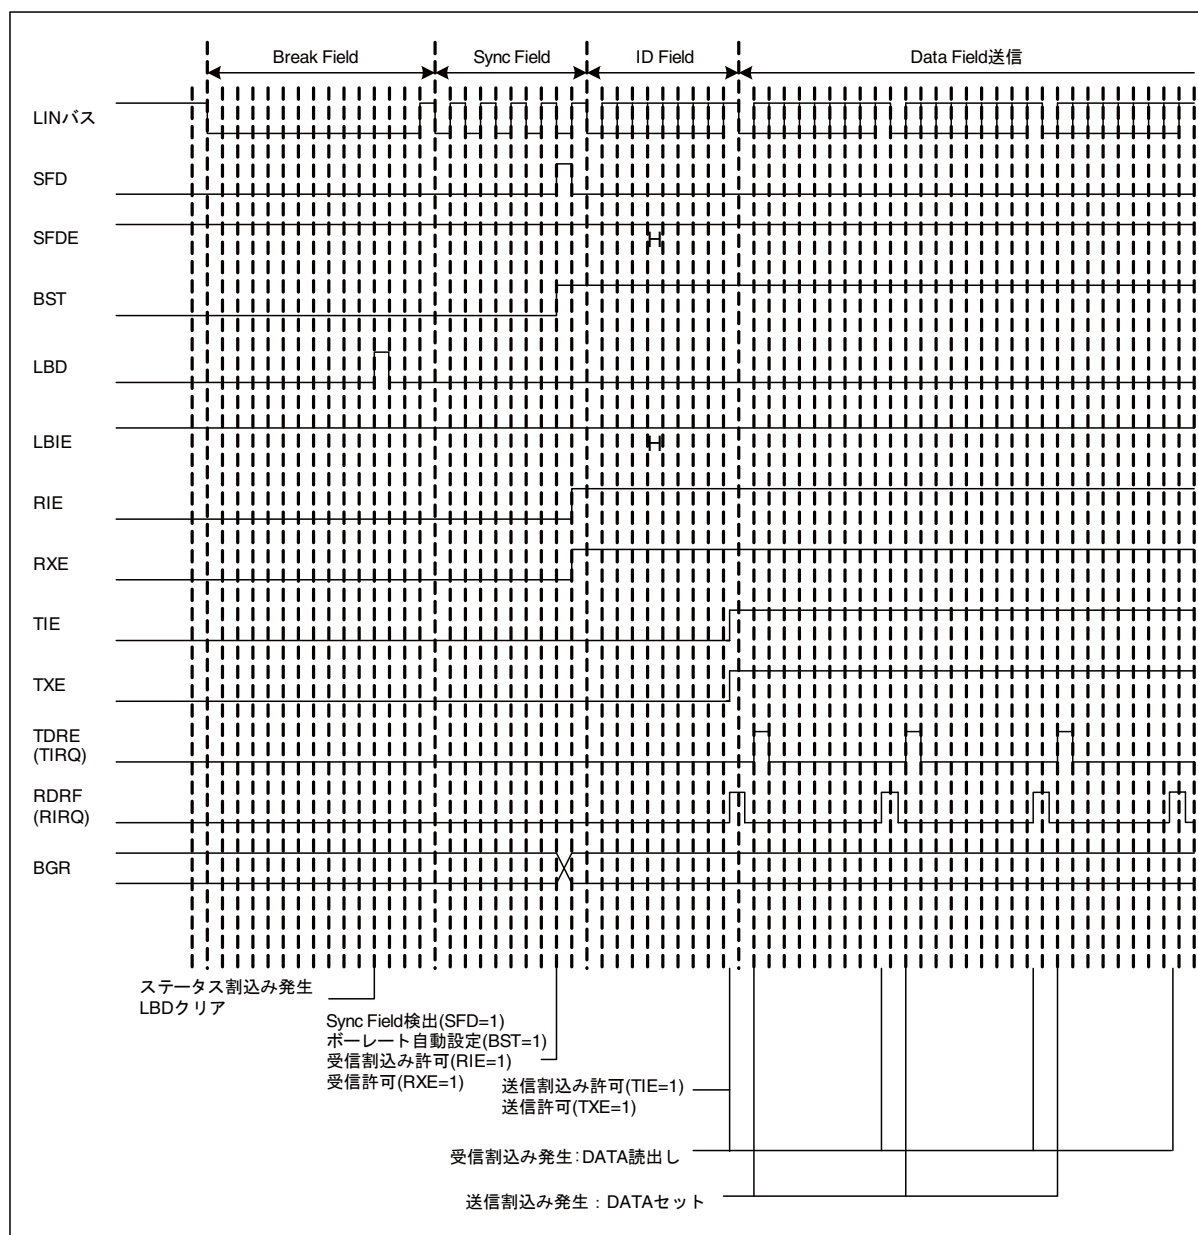 Break Field
Sync Field
ID Field
Data Field送信
LINバス
SFD
SFDE
H
BST
LBD
LBIE
H
RIE
RXE
TIE
TXE
TDRE
(TIRQ)
RDRF
(RIRQ)
BGR
ステータス割込み発生
LBDクリア
Sync Field検出(SFD=1)
ボーレート自動設定(BST=1)
受信割込み許可(RIE=1)
受信許可(RXE=1)
送信割込み許可(TIE=1)
送信許可(TXE=1)
受信割込み発生:DATA読出し
送信割込み発生：DATAセット